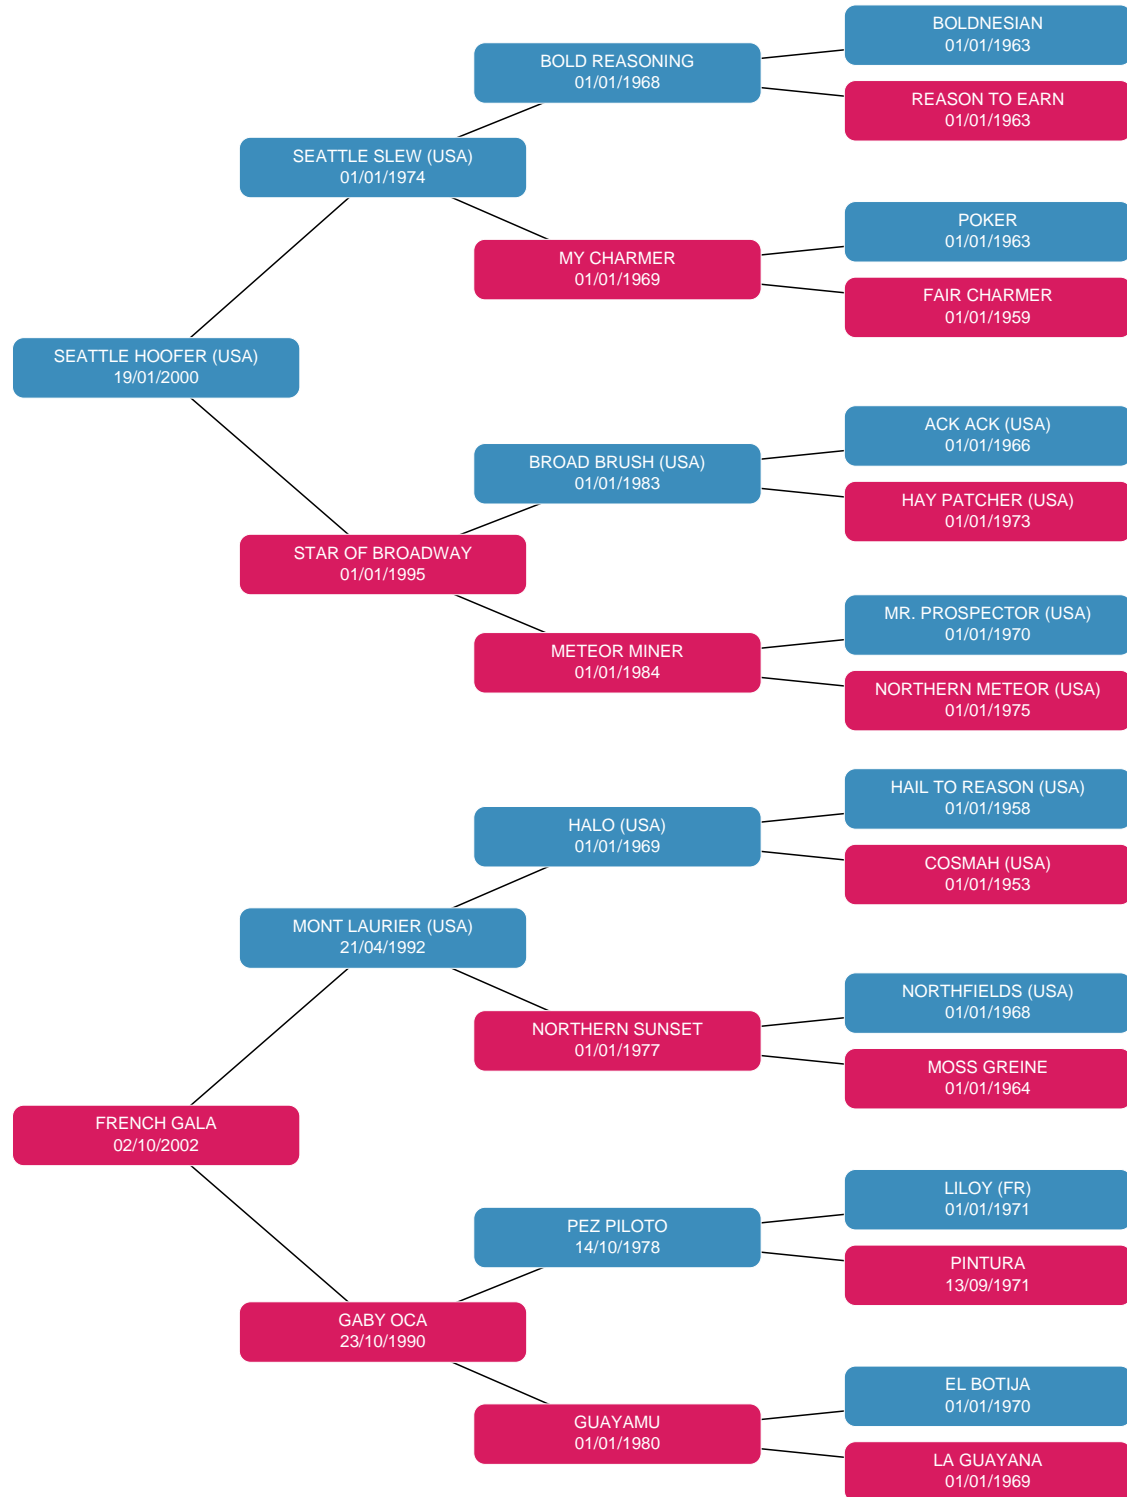 BOLDNESIAN
01/01/1963
BOLD REASONING
01/01/1968
REASON TO EARN
01/01/1963
SEATTLE SLEW (USA)
01/01/1974
POKER
01/01/1963
MY CHARMER
01/01/1969
FAIR CHARMER
01/01/1959
SEATTLE HOOFER (USA)
19/01/2000
ACK ACK (USA)
01/01/1966
BROAD BRUSH (USA)
01/01/1983
HAY PATCHER (USA)
01/01/1973
STAR OF BROADWAY
01/01/1995
MR. PROSPECTOR (USA)
01/01/1970
METEOR MINER
01/01/1984
NORTHERN METEOR (USA)
01/01/1975
HAIL TO REASON (USA)
01/01/1958
HALO (USA)
01/01/1969
COSMAH (USA)
01/01/1953
MONT LAURIER (USA)
21/04/1992
NORTHFIELDS (USA)
01/01/1968
NORTHERN SUNSET
01/01/1977
MOSS GREINE
01/01/1964
FRENCH GALA
02/10/2002
LILOY (FR)
01/01/1971
PEZ PILOTO
14/10/1978
PINTURA
13/09/1971
GABY OCA
23/10/1990
EL BOTIJA
01/01/1970
GUAYAMU
01/01/1980
LA GUAYANA
01/01/1969